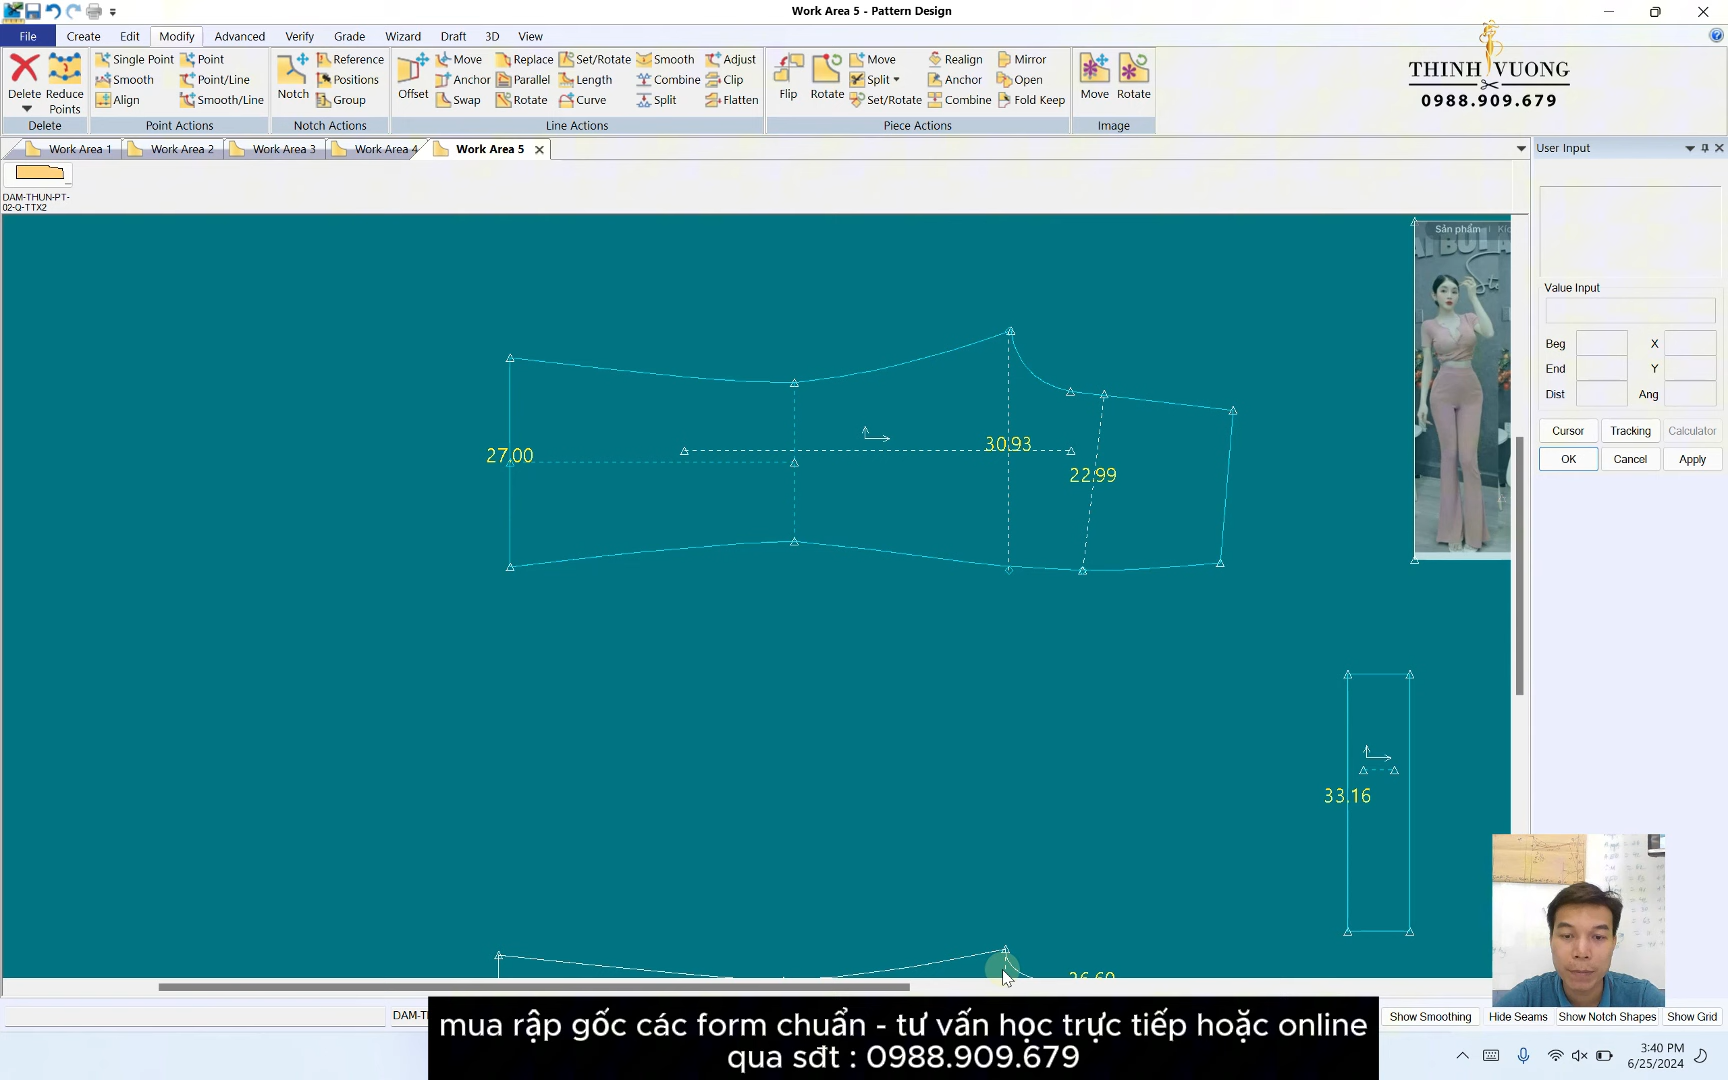 Work Area 5 - Pattern Design
File Create Edit Modify Advanced Verify Grade Wizard Draft 3D View
Single Point Point Reference Move Replace Set/Rotate Smooth Adjust Move Realign Mirror
Smooth Point/Line Positions Anchor Parallel Length Combine Clip Split Anchor Open
Delete Reduce Points Align Smooth/Line Notch Group Offset Swap Rotate Curve Split Flatten Flip Rotate Set/Rotate Combine Fold Keep Move Rotate
Delete Point Actions Notch Actions Line Actions Piece Actions Image
THINH VUONG
0988.909.679
Work Area 1 Work Area 2 Work Area 3 Work Area 4 Work Area 5
User Input
DAM-THUN-PT-
02-Q-TTX2
Sản phẩm
Value Input
Beg X
End Y
Dist Ang
Cursor Tracking Calculator
OK Cancel Apply
27.00
30.93
22.99
33.16
26.60
Show Smoothing Hide Seams Show Notch Shapes Show Grid
mua rập gốc các form chuẩn - tư vấn học trực tiếp hoặc online
qua sđt : 0988.909.679
3:40 PM
6/25/2024